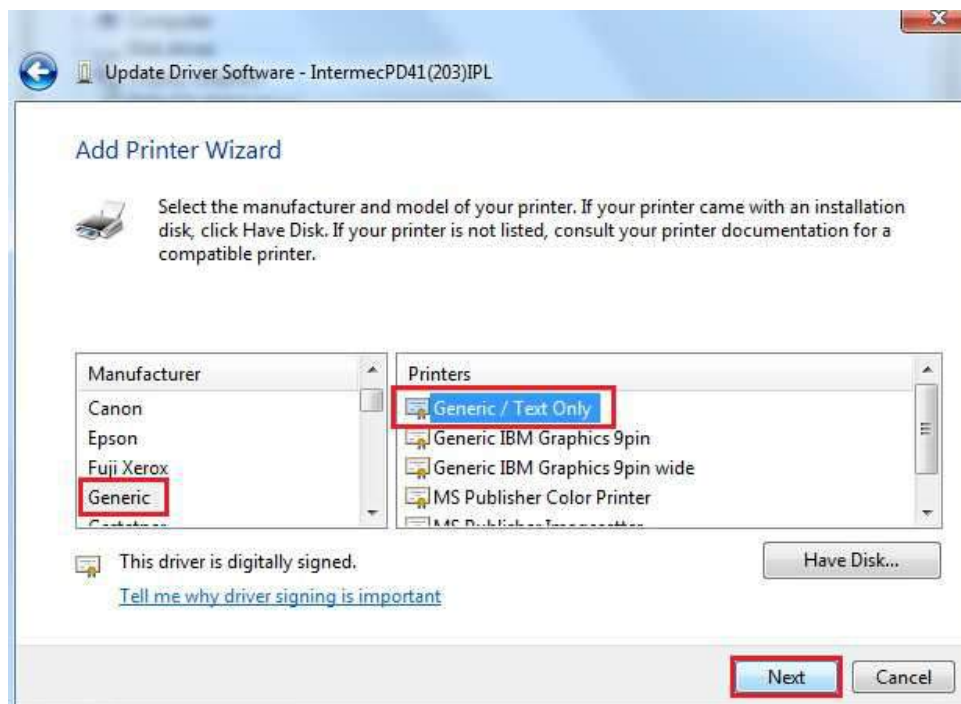 Update Driver Software - IntermecPD41(203)IPL
Add Printer Wizard
Select the manufacturer and model of your printer. If your printer came with an installation
disk, click Have Disk. If your printer is not listed, consult your printer documentation for a
compatible printer.
Manufacturer
Canon
Epson
Fuji Xerox
Generic
Printers
Generic / Text Only
Generic IBM Graphics 9pin
Generic IBM Graphics 9pin wide
MS Publisher Color Printer
MS Publisher Imagesetter
This driver is digitally signed.
Have Disk...
Tell me why driver signing is important
Next
Cancel